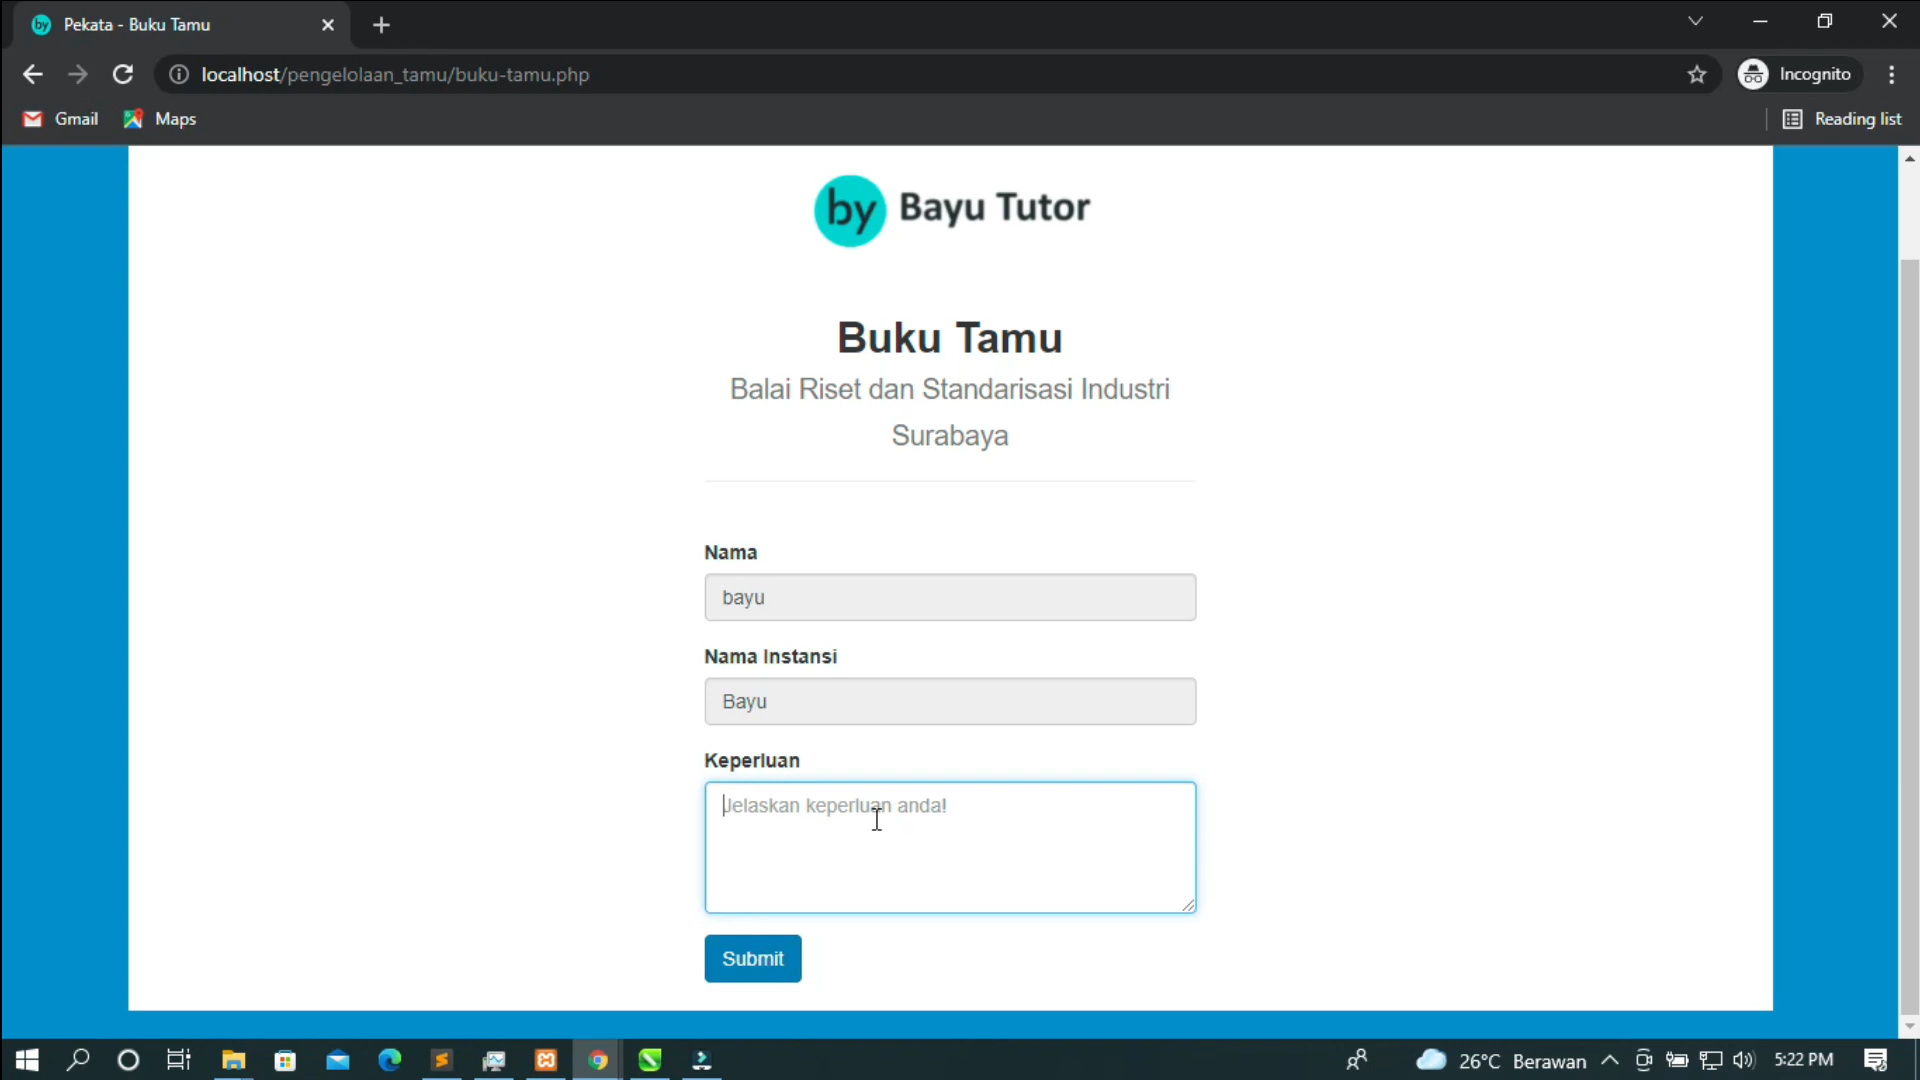 by Pekata - Buku Tamu
localhost/pengelolaan_tamu/buku-tamu.php
Incognito
Gmail
Maps
Reading list
by Bayu Tutor
Buku Tamu
Balai Riset dan Standarisasi Industri
Surabaya
Nama
bayu
Nama Instansi
Bayu
Keperluan
Jelaskan keperluan anda!
Submit
26°C Berawan
5:22 PM